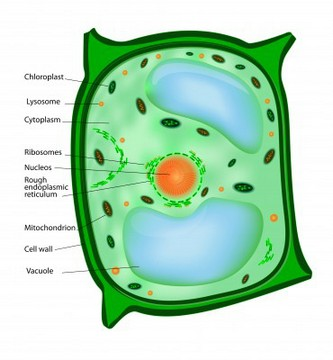 Chloroplast
Lysosome
Cytoplasm
Ribosomes
Nucleos
Rough
endoplasmic
reticulum
Mitochondrion
Cell wall
Vacuole